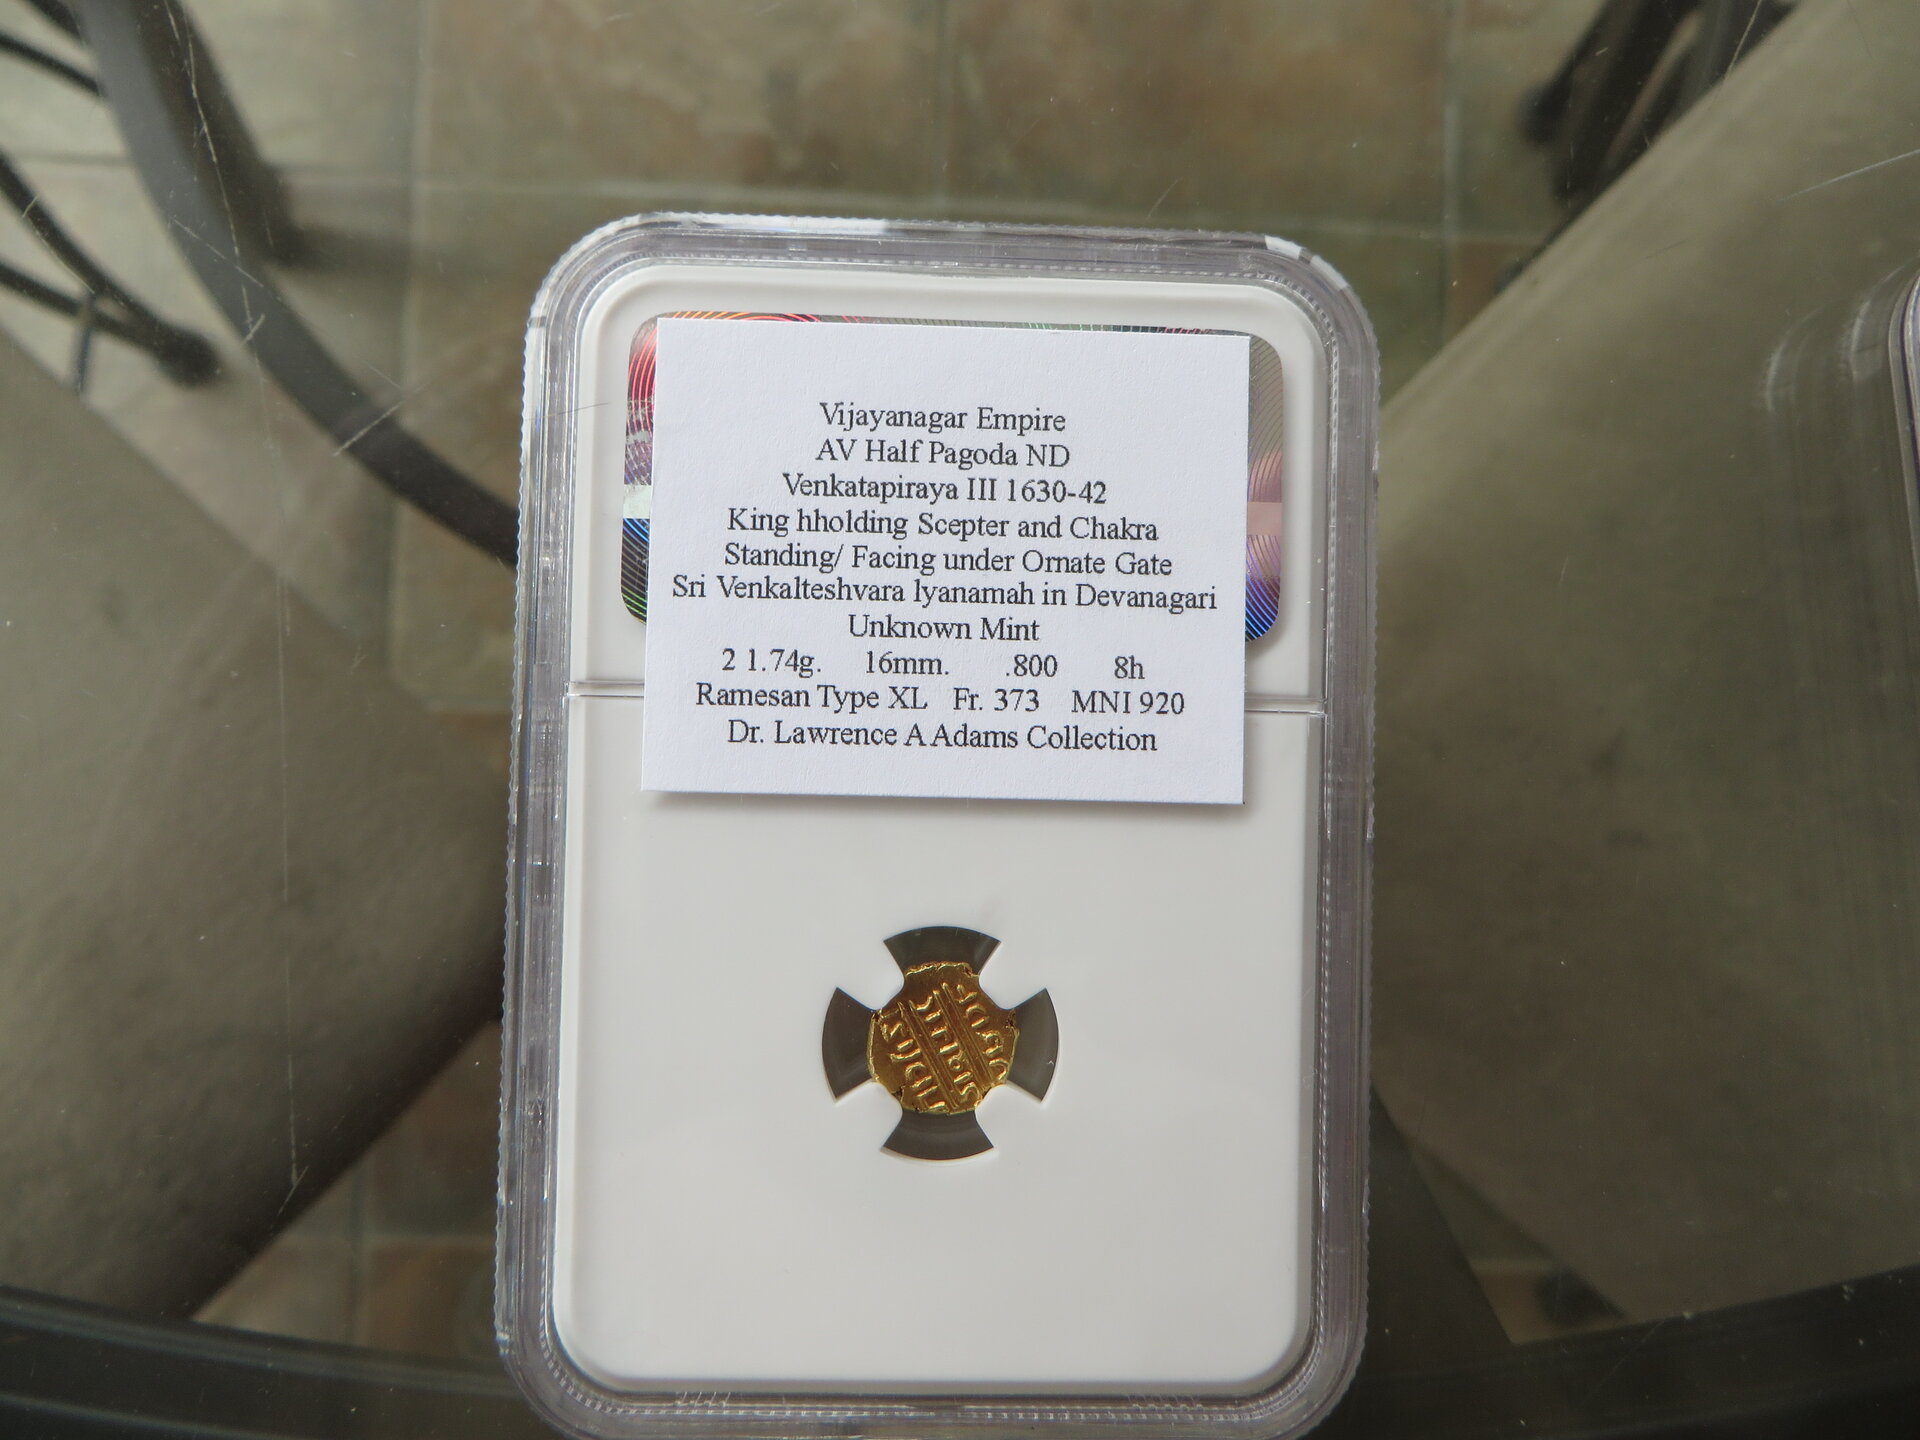 Vijayanagar Empire
AV Half Pagoda ND
Venkatapiraya III 1630-42
King hholding Scepter and Chakra
Standing/ Facing under Ornate Gate
Sri Venkalteshvara lyanamah in Devanagari
Unknown Mint
2 1.74g. 16mm. .800 8h
Ramesan Type XL Fr. 373 MNI 920
Dr. Lawrence A Adams Collection